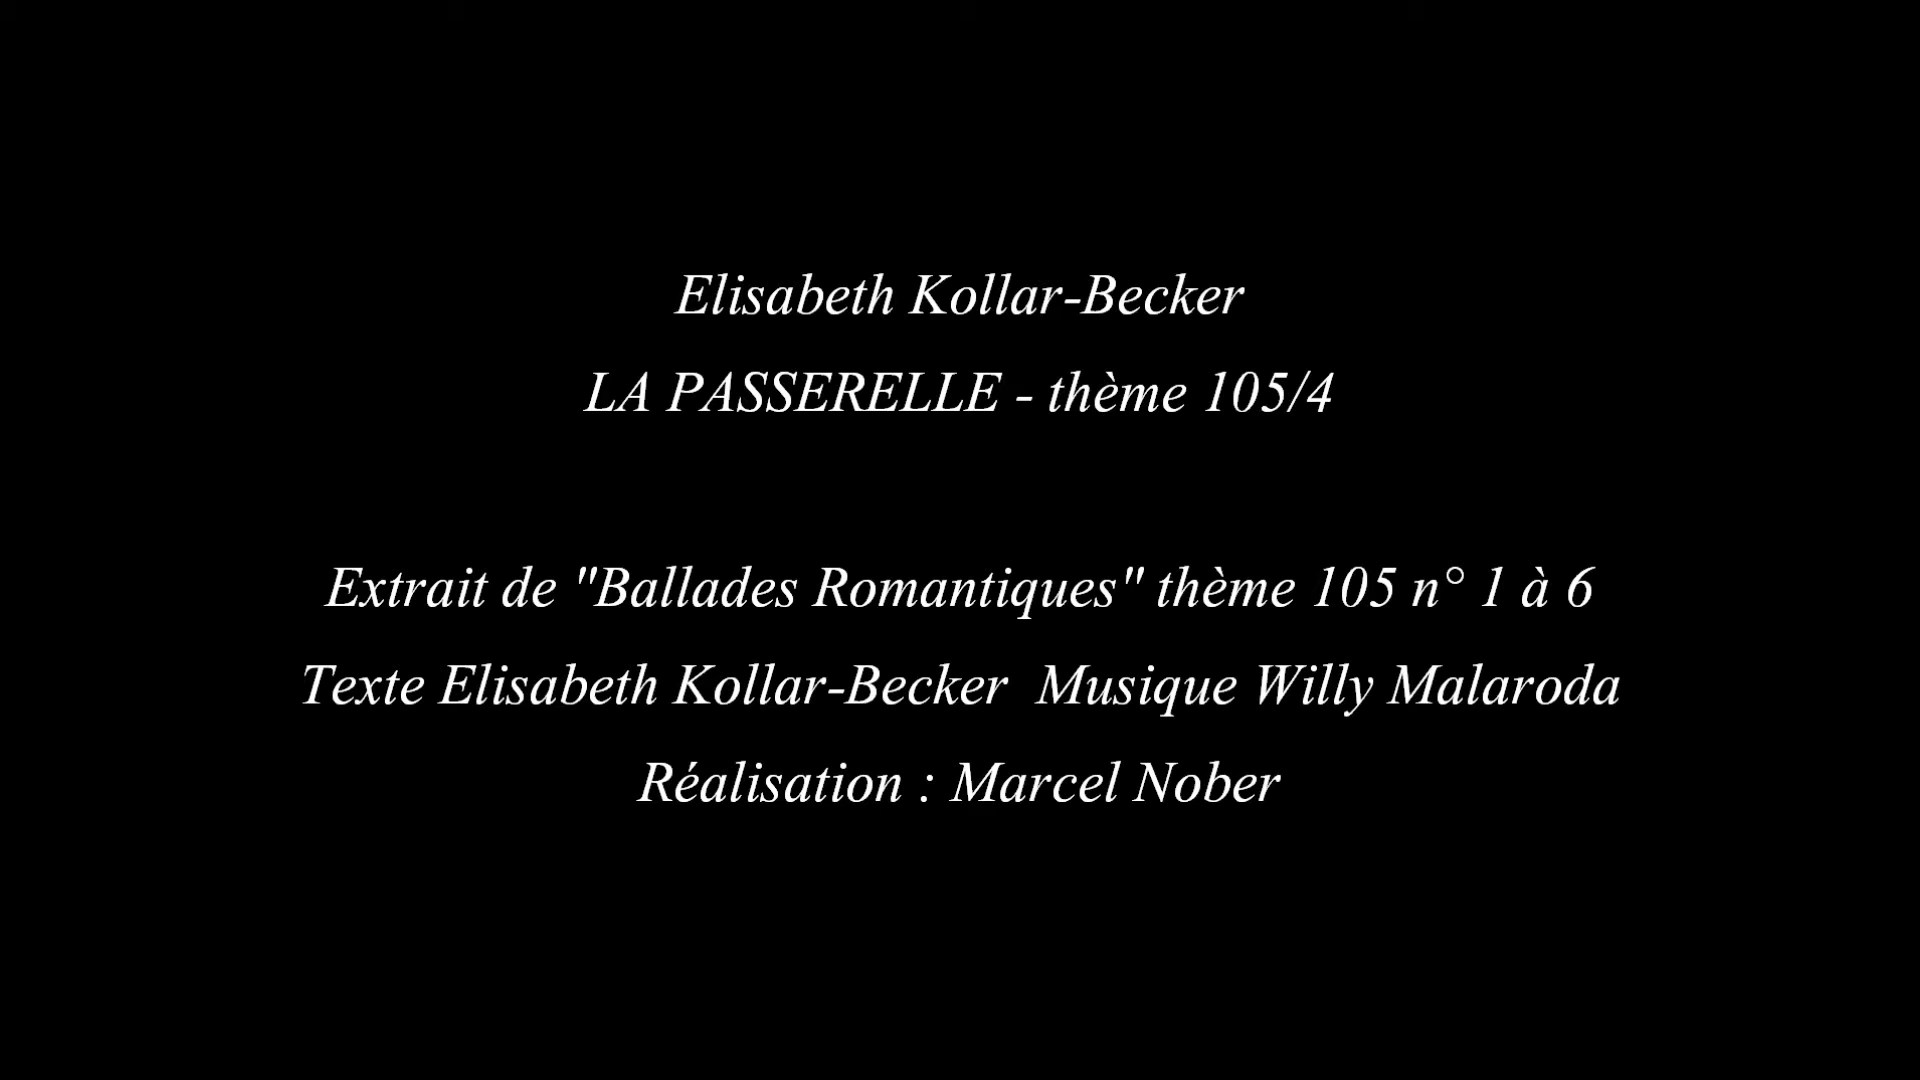 Elisabeth Kollar-Becker
LA PASSERELLE - thème 105/4
Extrait de "Ballades Romantiques" thème 105 n° 1 à 6
Texte Elisabeth Kollar-Becker  Musique Willy Malaroda
Réalisation : Marcel Nober